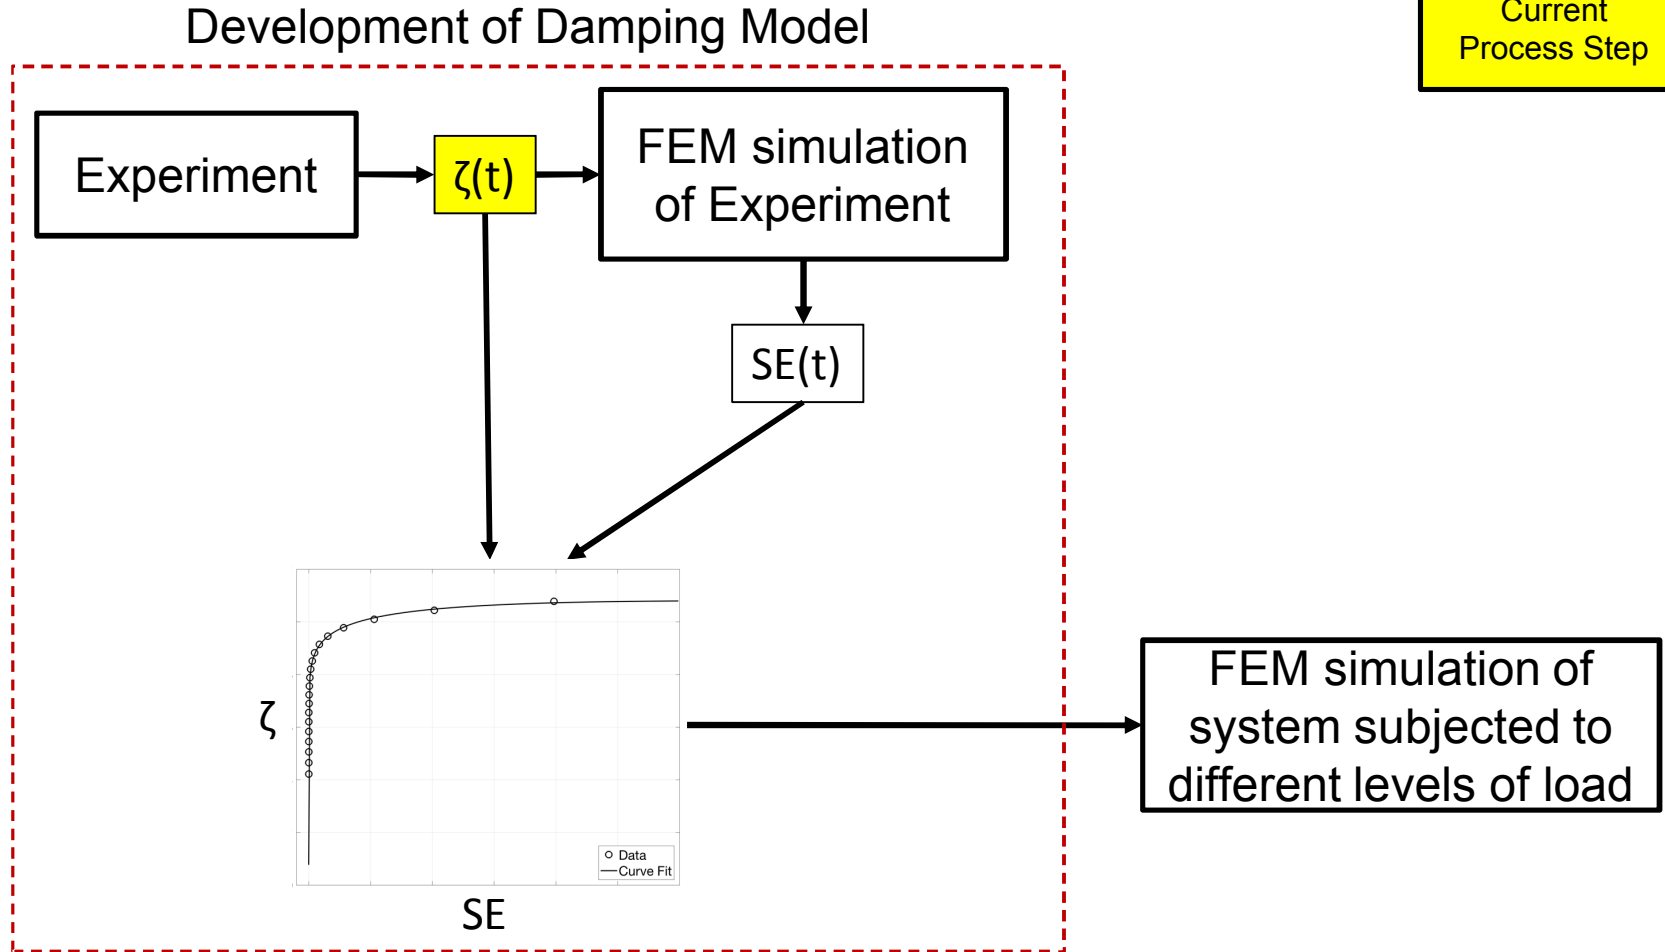 Development of Damping Model
Current
Process Step
Experiment
ζ(t)
FEM simulation
of Experiment
SE(t)
ζ
Data
Curve Fit
SE
FEM simulation of
system subjected to
different levels of load